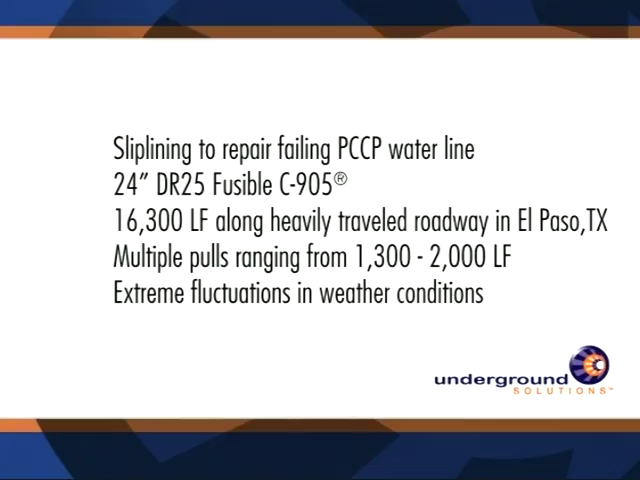 Sliplining to repair failing PCCP water line
24” DR25 Fusible C-905®
16,300 LF along heavily traveled roadway in El Paso,TX
Multiple pulls ranging from 1,300 - 2,000 LF
Extreme fluctuations in weather conditions
underground
SOLUTIONS™